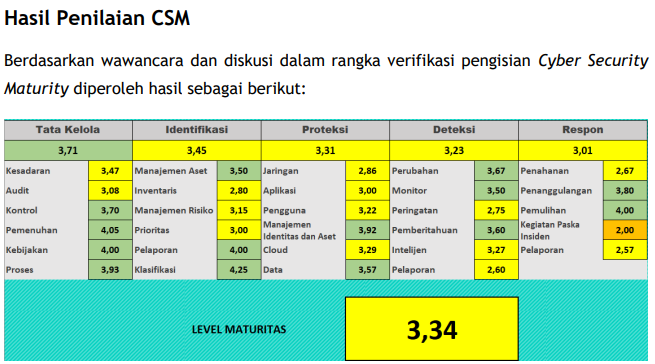 Hasil Penilaian CSM
Berdasarkan wawancara dan diskusi dalam rangka verifikasi pengisian Cyber Security
Maturity diperoleh hasil sebagai berikut:
Tata Kelola Identifikasi Proteksi Deteksi Respon
3,71 3,45 3,31 3,23 3,01
Kesadaran 3,47 Manajemen Aset 3,50 Jaringan 2,86 Perubahan 3,67 Penahanan 2,67
Audit 3,08 Inventaris 2,80 Aplikasi 3,00 Monitor 3,50 Penanggulangan 3,80
Kontrol 3,70 Manajemen Risiko 3,15 Pengguna 3,22 Peringatan 2,75 Pemulihan 4,00
Pemenuhan 4,05 Prioritas 3,00 Manajemen Identitas dan Aset 3,92 Pemberitahuan 3,60 Kegiatan Paska Insiden 2,00
Kebijakan 4,00 Pelaporan 4,00 Cloud 3,29 Intelijen 3,27 Pelaporan 2,57
Proses 3,93 Klasifikasi 4,25 Data 3,57 Pelaporan 2,60
LEVEL MATURITAS 3,34